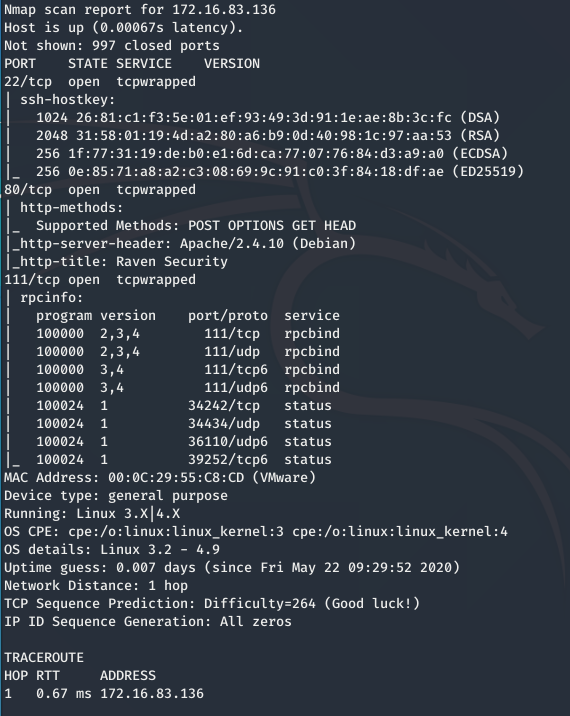 Nmap scan report for 172.16.83.136
Host is up (0.00067s latency).
Not shown: 997 closed ports
PORT    STATE SERVICE    VERSION
22/tcp  open  tcpwrapped
| ssh-hostkey:
|   1024 26:81:c1:f3:5e:01:ef:93:49:3d:91:1e:ae:8b:3c:fc (DSA)
|   2048 31:58:01:19:4d:a2:80:a6:b9:0d:40:98:1c:97:aa:53 (RSA)
|   256 1f:77:31:19:de:b0:e1:6d:ca:77:07:76:84:d3:a9:a0 (ECDSA)
|_  256 0e:85:71:a8:a2:c3:08:69:9c:91:c0:3f:84:18:df:ae (ED25519)
80/tcp  open  tcpwrapped
| http-methods:
|_  Supported Methods: POST OPTIONS GET HEAD
|_http-server-header: Apache/2.4.10 (Debian)
|_http-title: Raven Security
111/tcp open  tcpwrapped
| rpcinfo:
|   program version    port/proto  service
|   100000  2,3,4        111/tcp   rpcbind
|   100000  2,3,4        111/udp   rpcbind
|   100000  3,4          111/tcp6  rpcbind
|   100000  3,4          111/udp6  rpcbind
|   100024  1          34242/tcp   status
|   100024  1          34434/udp   status
|   100024  1          36110/udp6  status
|_  100024  1          39252/tcp6  status
MAC Address: 00:0C:29:55:C8:CD (VMware)
Device type: general purpose
Running: Linux 3.X|4.X
OS CPE: cpe:/o:linux:linux_kernel:3 cpe:/o:linux:linux_kernel:4
OS details: Linux 3.2 - 4.9
Uptime guess: 0.007 days (since Fri May 22 09:29:52 2020)
Network Distance: 1 hop
TCP Sequence Prediction: Difficulty=264 (Good luck!)
IP ID Sequence Generation: All zeros
TRACEROUTE
HOP RTT     ADDRESS
1   0.67 ms 172.16.83.136